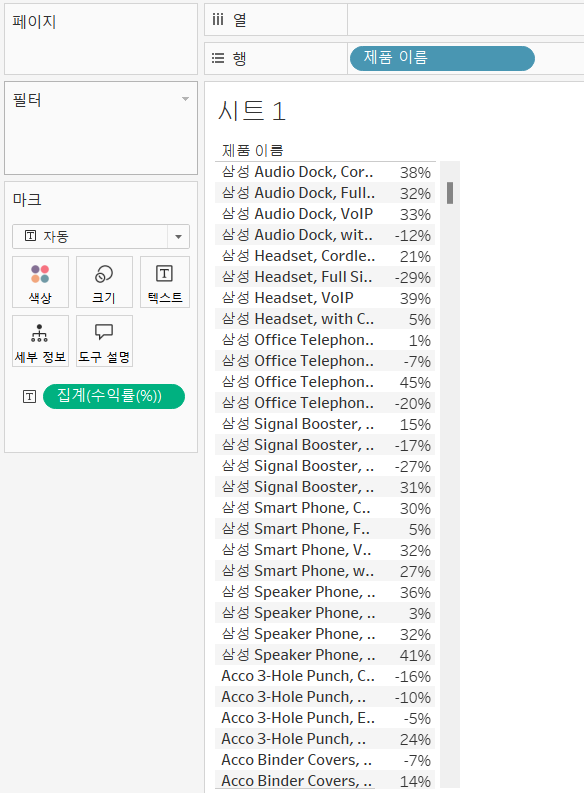 페이지
열
행
제품 이름
필터
시트 1
제품 이름
삼성 Audio Dock, Cor.. 38%
삼성 Audio Dock, Full.. 32%
삼성 Audio Dock, VoIP 33%
삼성 Audio Dock, wit.. -12%
삼성 Headset, Cordle.. 21%
삼성 Headset, Full Si.. -29%
삼성 Headset, VoIP 39%
삼성 Headset, with C.. 5%
삼성 Office Telephon.. 1%
삼성 Office Telephon.. -7%
삼성 Office Telephon.. 45%
삼성 Office Telephon.. -20%
삼성 Signal Booster, .. 15%
삼성 Signal Booster, .. -17%
삼성 Signal Booster, .. -27%
삼성 Signal Booster, .. 31%
삼성 Smart Phone, C.. 30%
삼성 Smart Phone, F.. 5%
삼성 Smart Phone, V.. 32%
삼성 Smart Phone, w.. 27%
삼성 Speaker Phone, .. 36%
삼성 Speaker Phone, .. 3%
삼성 Speaker Phone, .. 32%
삼성 Speaker Phone, .. 41%
Acco 3-Hole Punch, C.. -16%
Acco 3-Hole Punch, .. -10%
Acco 3-Hole Punch, E.. -5%
Acco 3-Hole Punch, .. 24%
Acco Binder Covers, .. -7%
Acco Binder Covers, .. 14%
마크
자동
색상 크기 텍스트
세부 정보 도구 설명
집계(수익률(%))